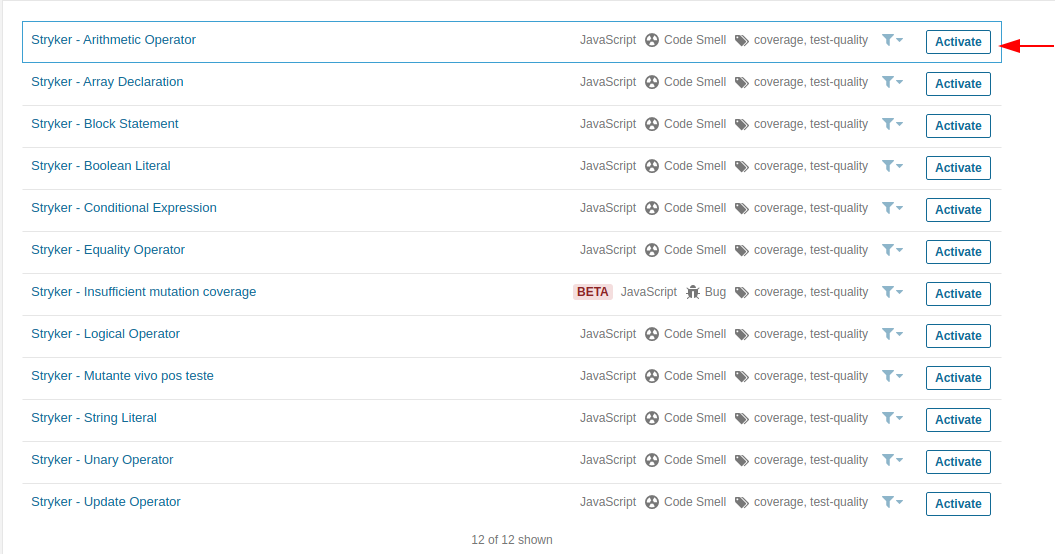 Stryker - Arithmetic Operator JavaScript Code Smell coverage, test-quality Activate
Stryker - Array Declaration JavaScript Code Smell coverage, test-quality Activate
Stryker - Block Statement JavaScript Code Smell coverage, test-quality Activate
Stryker - Boolean Literal JavaScript Code Smell coverage, test-quality Activate
Stryker - Conditional Expression JavaScript Code Smell coverage, test-quality Activate
Stryker - Equality Operator JavaScript Code Smell coverage, test-quality Activate
Stryker - Insufficient mutation coverage BETA JavaScript Bug coverage, test-quality Activate
Stryker - Logical Operator JavaScript Code Smell coverage, test-quality Activate
Stryker - Mutante vivo pos teste JavaScript Code Smell coverage, test-quality Activate
Stryker - String Literal JavaScript Code Smell coverage, test-quality Activate
Stryker - Unary Operator JavaScript Code Smell coverage, test-quality Activate
Stryker - Update Operator JavaScript Code Smell coverage, test-quality Activate
12 of 12 shown